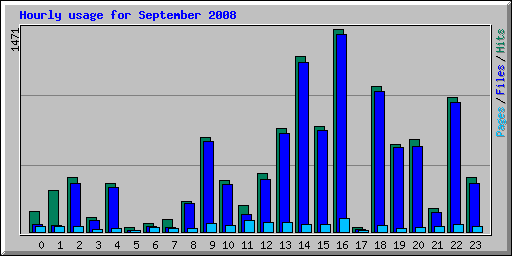 Hourly usage for September 2008
1471
Pages / Files / Hits
0 1 2 3 4 5 6 7 8 9 10 11 12 13 14 15 16 17 18 19 20 21 22 23